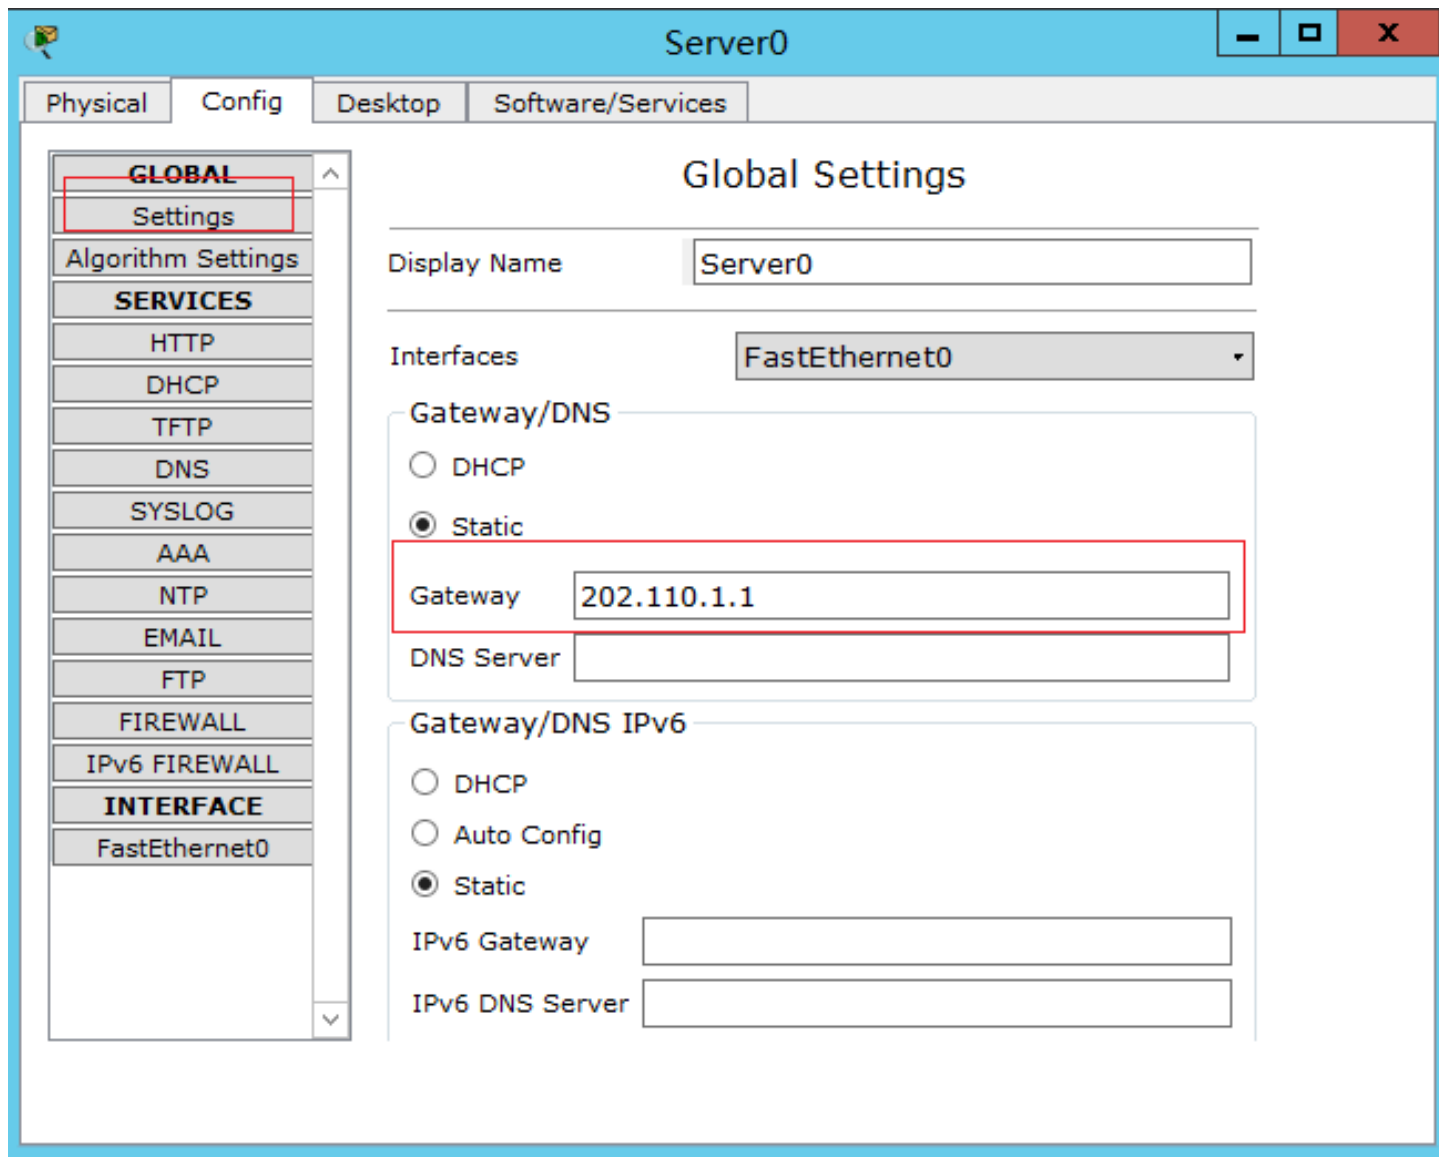 Server0
Physical Config Desktop Software/Services
GLOBAL
Settings
Algorithm Settings
SERVICES
HTTP
DHCP
TFTP
DNS
SYSLOG
AAA
NTP
EMAIL
FTP
FIREWALL
IPv6 FIREWALL
INTERFACE
FastEthernet0
Global Settings
Display Name Server0
Interfaces FastEthernet0
Gateway/DNS
DHCP
Static
Gateway 202.110.1.1
DNS Server
Gateway/DNS IPv6
DHCP
Auto Config
Static
IPv6 Gateway
IPv6 DNS Server